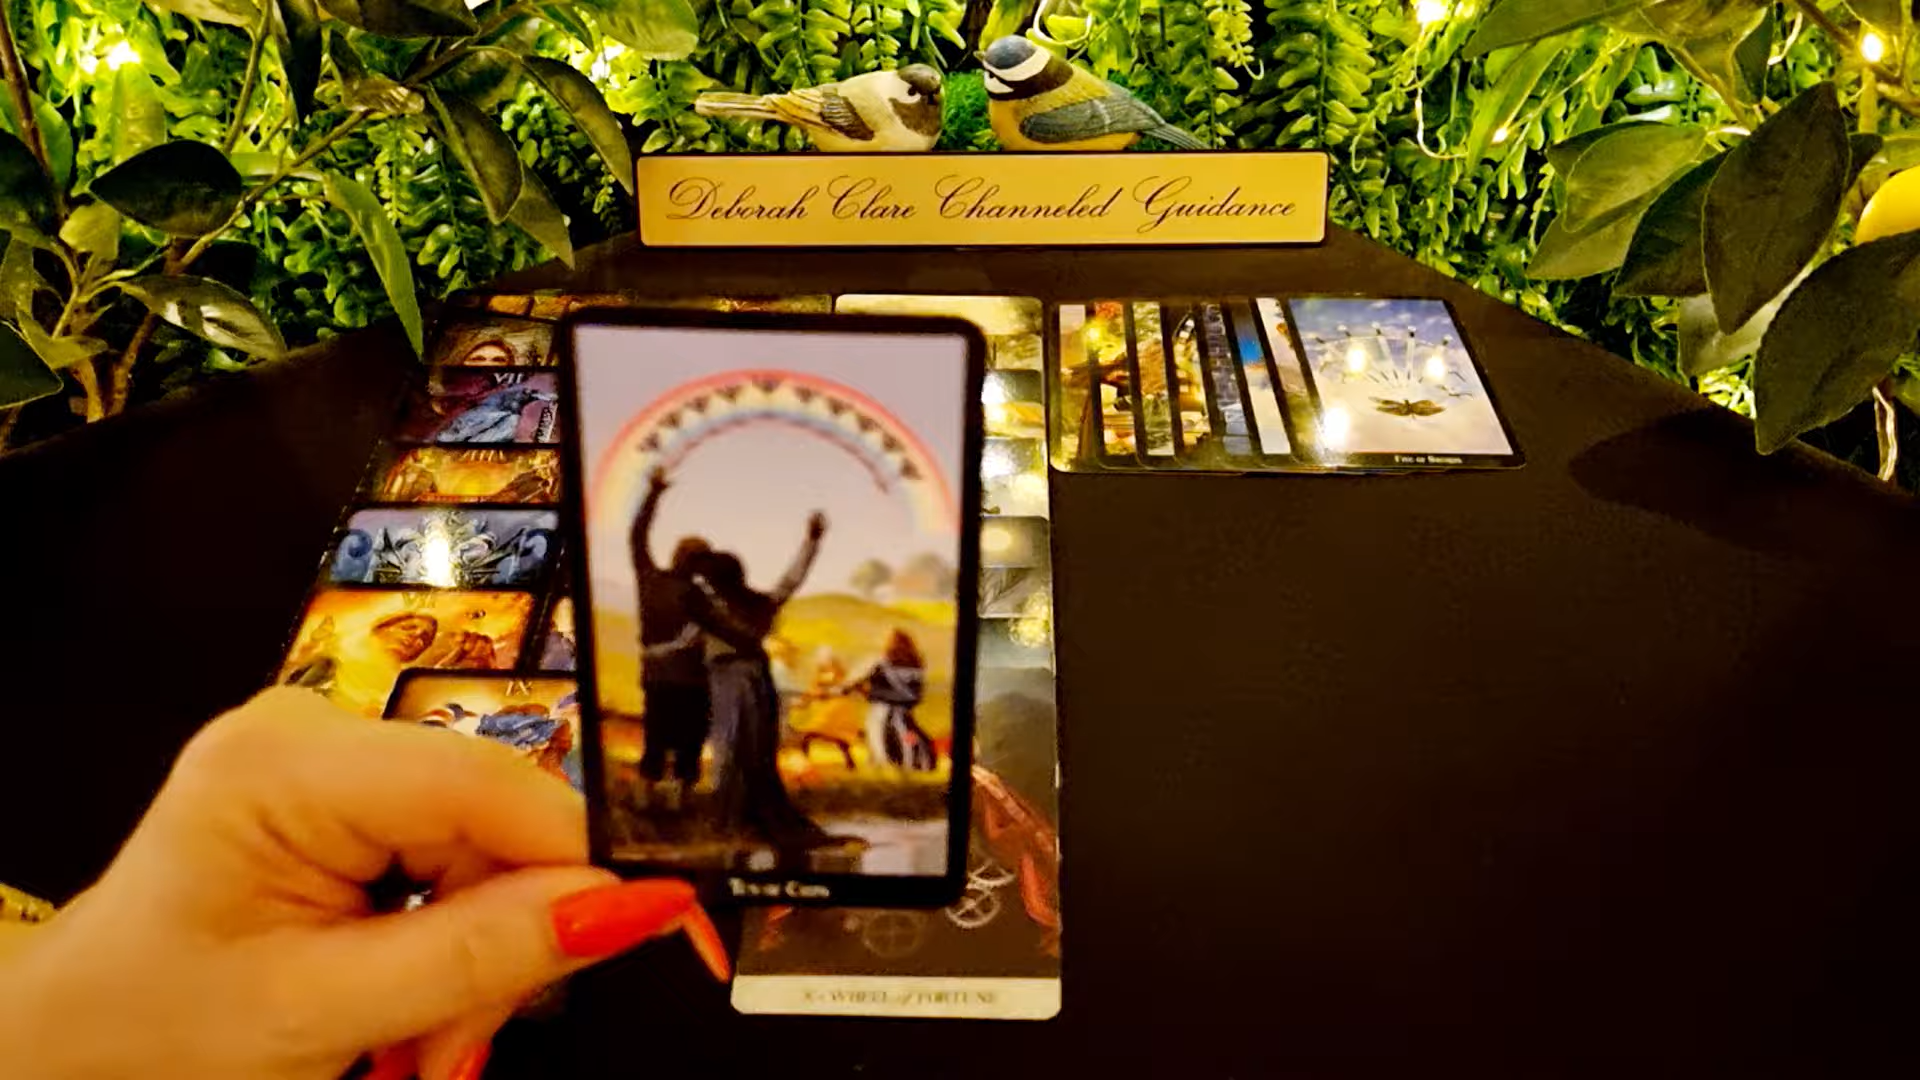 Deborah Clare Channeled Guidance
VII
Five of Swords
IX
Ten of Cups
X • WHEEL of FORTUNE